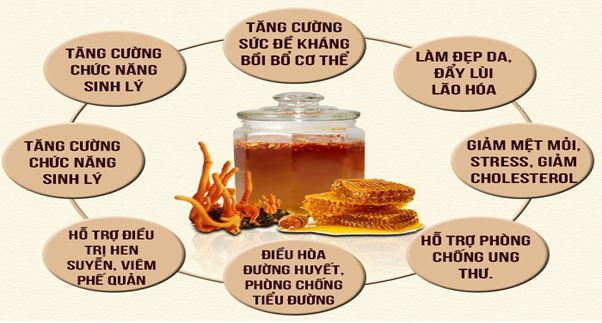 TĂNG CƯỜNG
SỨC ĐỀ KHÁNG
BỒI BỔ CƠ THỂ
LÀM ĐẸP DA,
ĐẨY LÙI
LÃO HÓA
GIẢM MỆT MỎI,
STRESS, GIẢM
CHOLESTEROL
HỖ TRỢ PHÒNG
CHỐNG UNG
THƯ.
ĐIỀU HÒA
ĐƯỜNG HUYẾT,
PHÒNG CHỐNG
TIỂU ĐƯỜNG
HỖ TRỢ ĐIỀU
TRỊ HEN
SUYỄN, VIÊM
PHẾ QUẢN
TĂNG CƯỜNG
CHỨC NĂNG
SINH LÝ
TĂNG CƯỜNG
CHỨC NĂNG
SINH LÝ